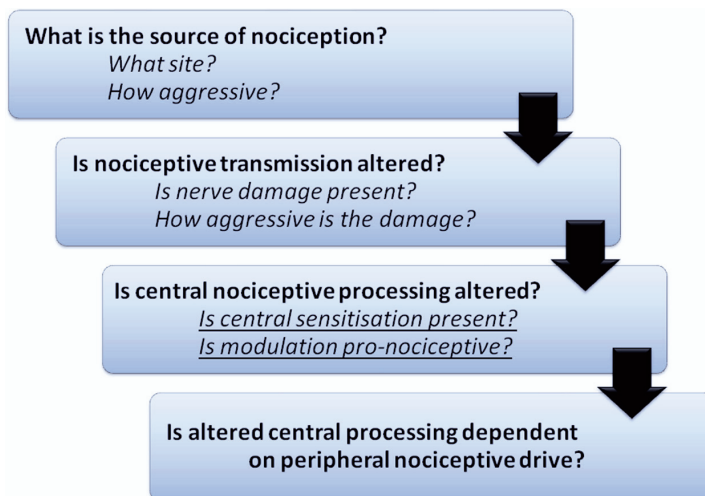 What is the source of nociception?
What site?
How aggressive?
Is nociceptive transmission altered?
Is nerve damage present?
How aggressive is the damage?
Is central nociceptive processing altered?
Is central sensitisation present?
Is modulation pro-nociceptive?
Is altered central processing dependent
on peripheral nociceptive drive?